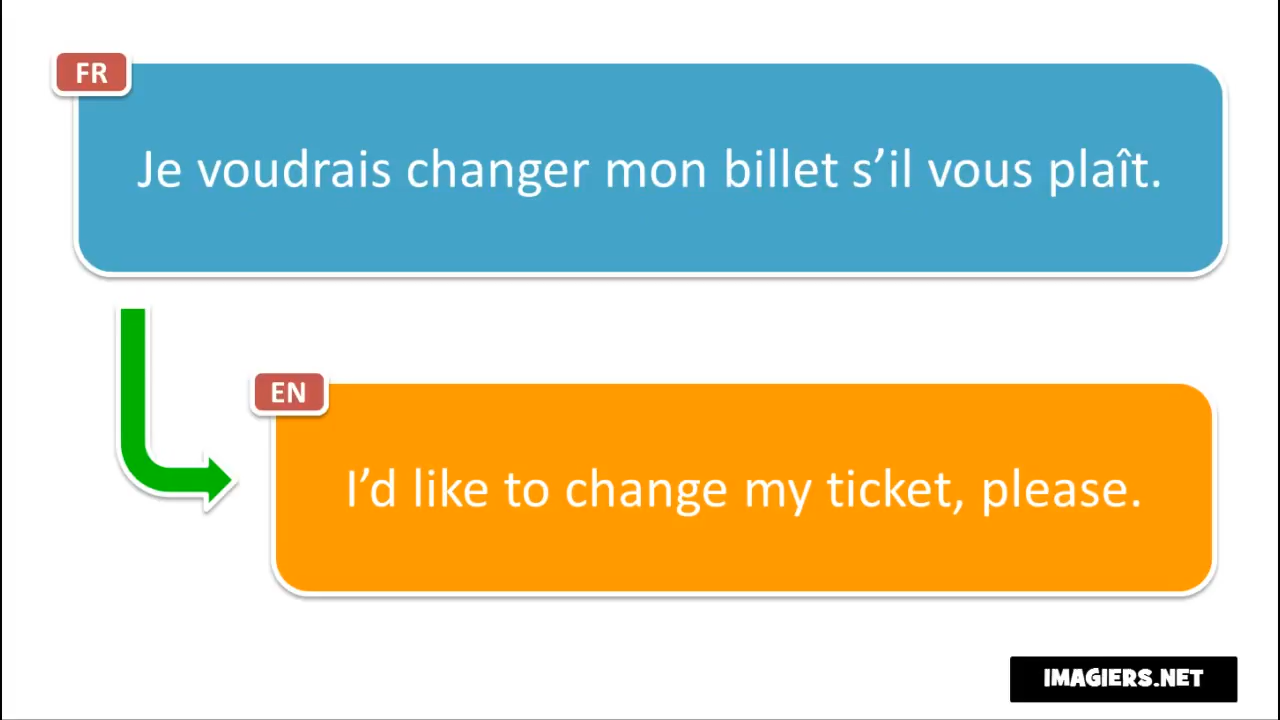 FR
Je voudrais changer mon billet s’il vous plaît.
EN
I’d like to change my ticket, please.
IMAGIERS.NET